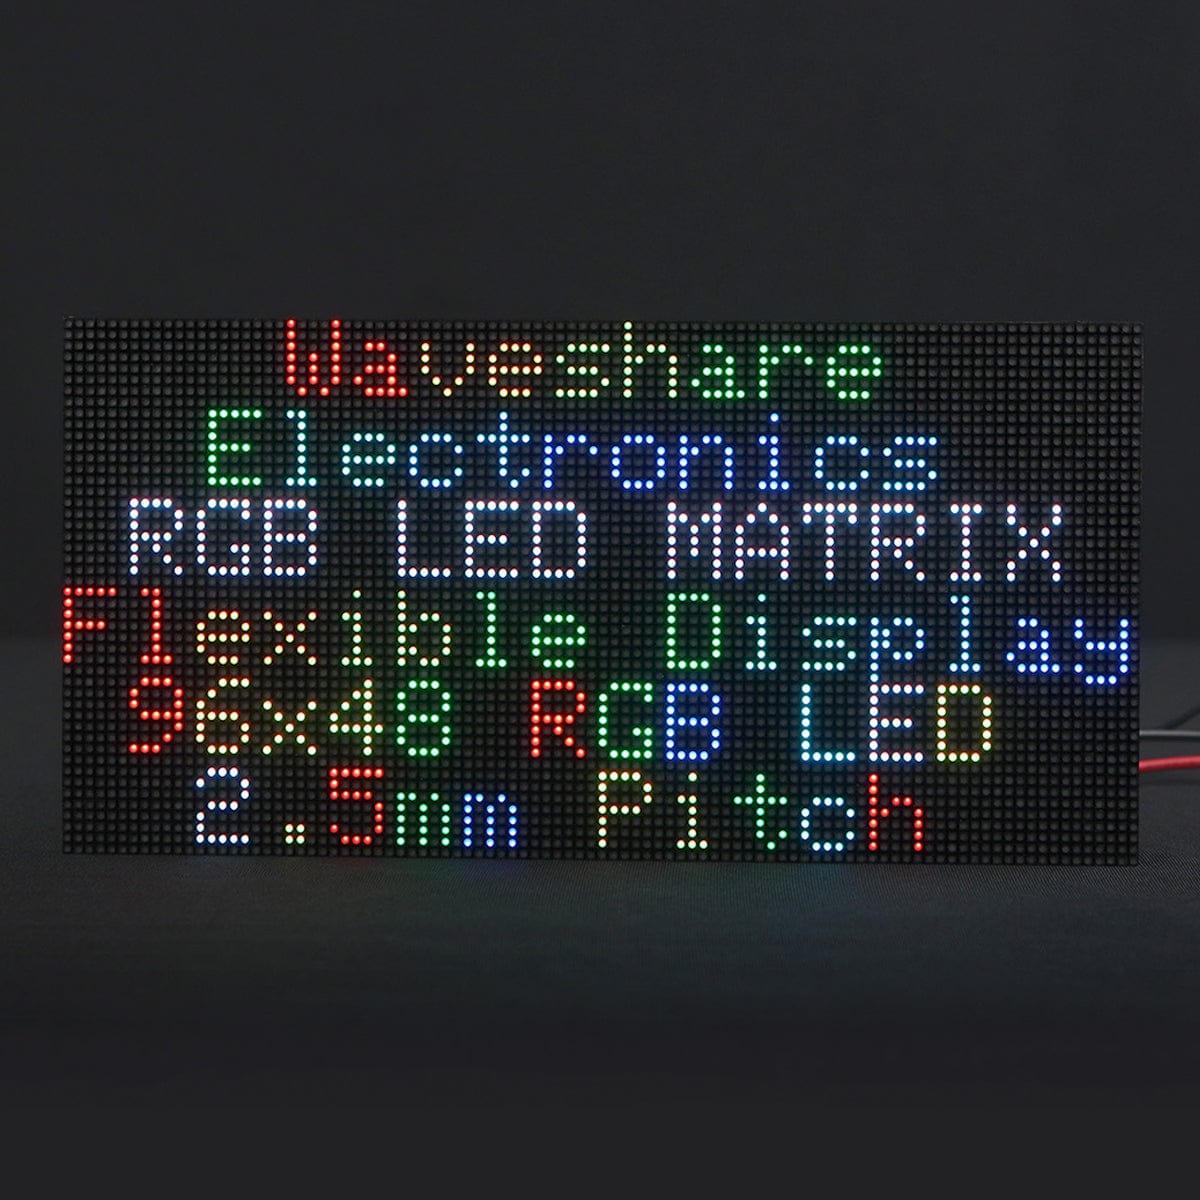 Waveshare
Electronics
RGB LED MATRIX
Flexible Display
96x48 RGB LED
2.5mm Pitch